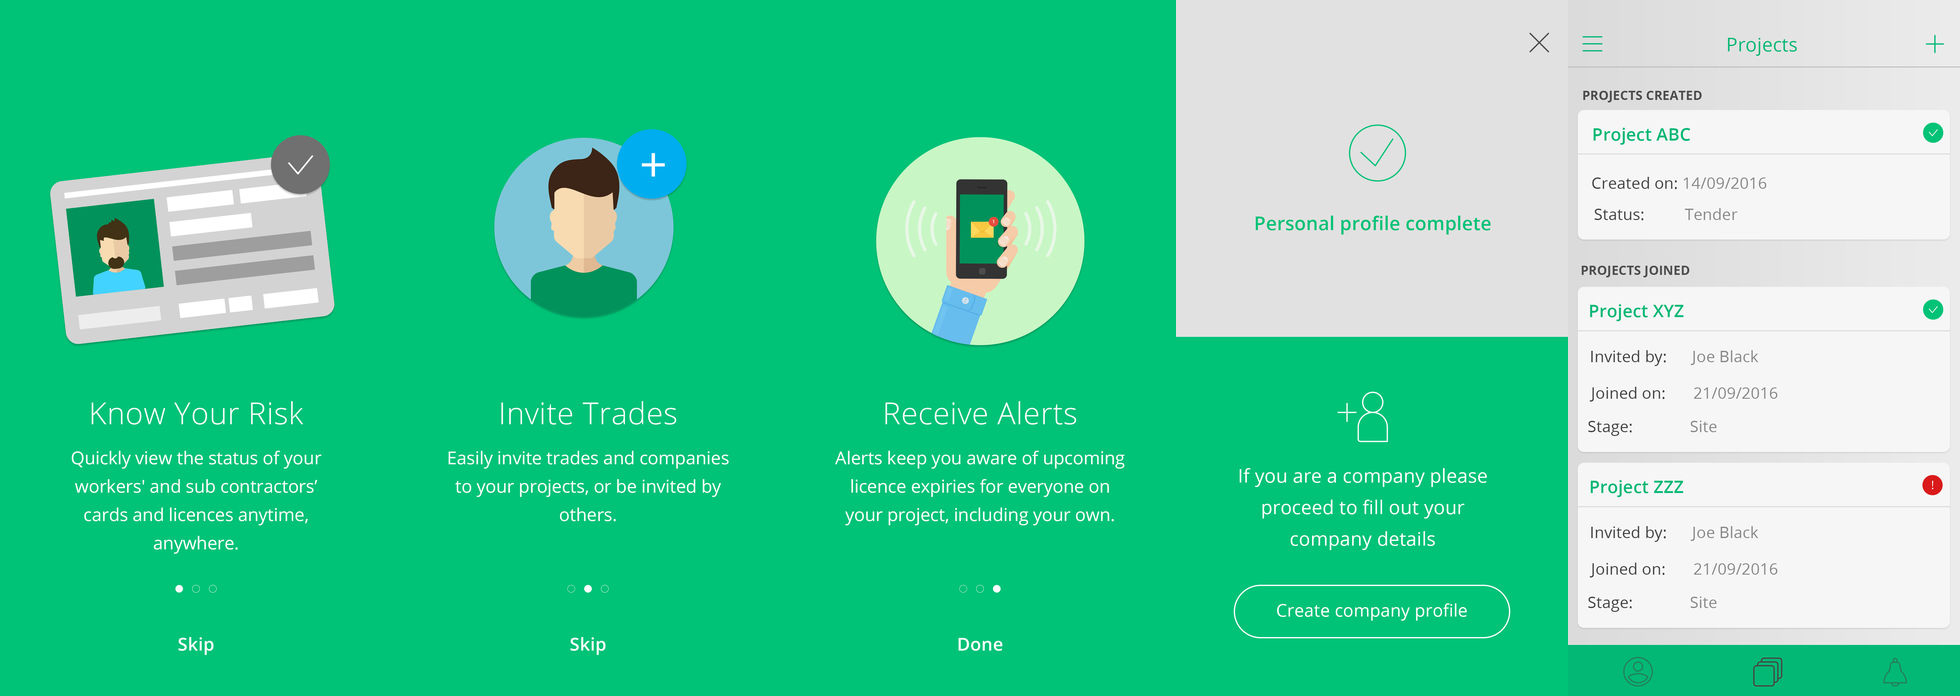 Know Your Risk
Quickly view the status of your
workers' and sub contractors’
cards and licences anytime,
anywhere.
Skip
Invite Trades
Easily invite trades and companies
to your projects, or be invited by
others.
Skip
Receive Alerts
Alerts keep you aware of upcoming
licence expiries for everyone on
your project, including your own.
Done
Personal profile complete
If you are a company please
proceed to fill out your
company details
Create company profile
Projects
PROJECTS CREATED
Project ABC
Created on: 14/09/2016
Status: Tender
PROJECTS JOINED
Project XYZ
Invited by: Joe Black
Joined on: 21/09/2016
Stage: Site
Project ZZZ
Invited by: Joe Black
Joined on: 21/09/2016
Stage: Site